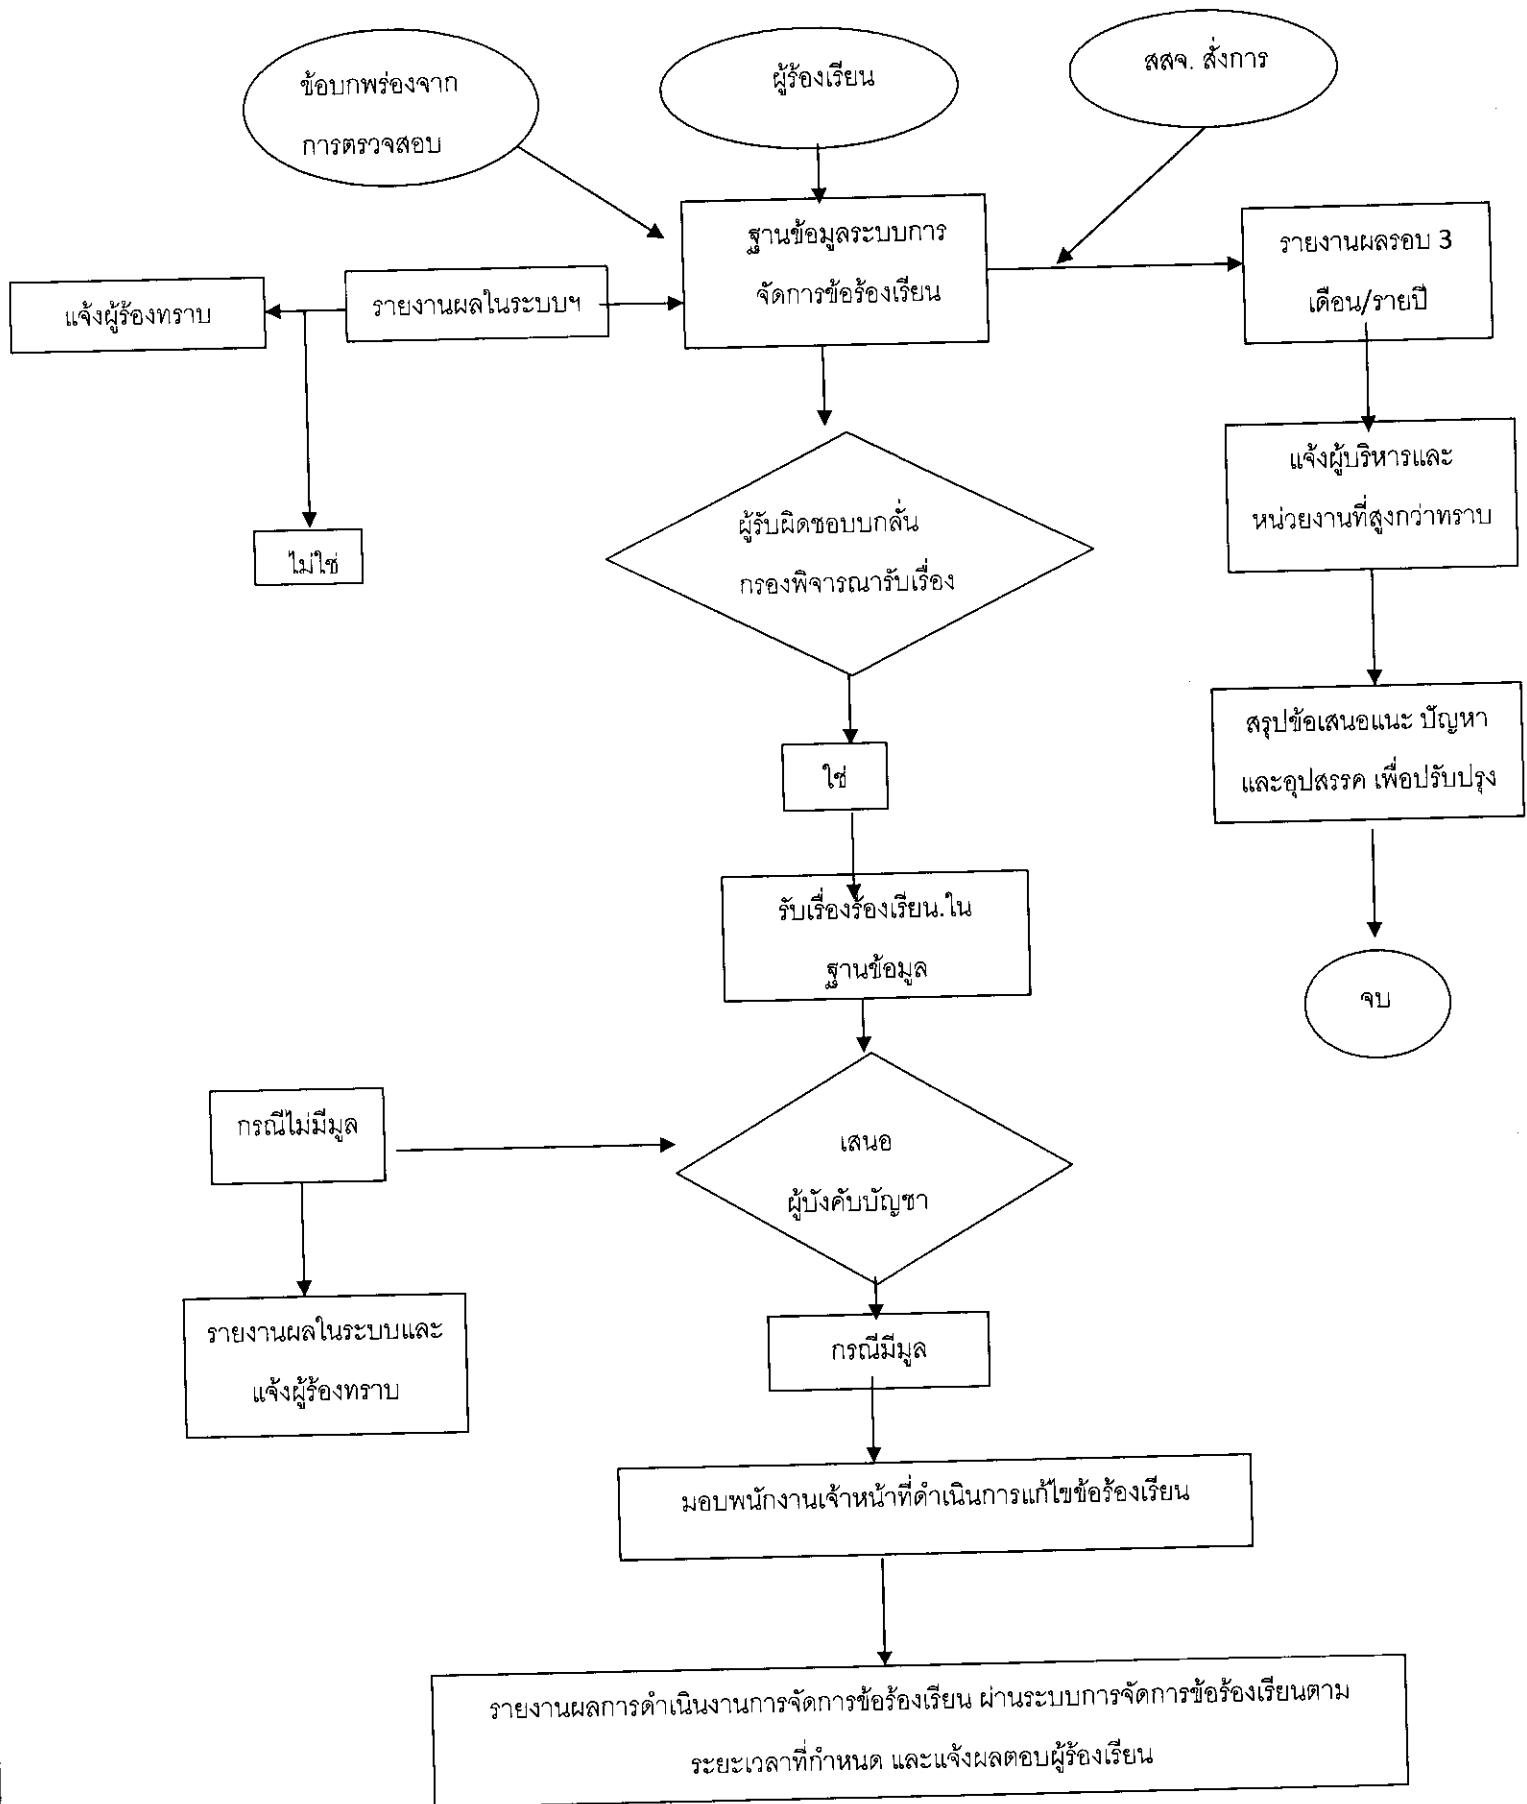 ข้อบกพร่องจาก
การตรวจสอบ
ผู้ร้องเรียน
สสจ. สั่งการ
ฐานข้อมูลระบบการ
จัดการข้อร้องเรียน
รายงานผลรอบ 3
เดือน/รายปี
แจ้งผู้ร้องทราบ
รายงานผลในระบบฯ
แจ้งผู้บริหารและ
หน่วยงานที่สูงกว่าทราบ
ไม่ใช่
ผู้รับผิดชอบบกลั่น
กรองพิจารณารับเรื่อง
สรุปข้อเสนอแนะ ปัญหา
และอุปสรรค เพื่อปรับปรุง
ใช่
รับเรื่องร้องเรียน.ใน
ฐานข้อมูล
จบ
กรณีไม่มีมูล
เสนอ
ผู้บังคับบัญชา
รายงานผลในระบบและ
แจ้งผู้ร้องทราบ
กรณีมีมูล
มอบพนักงานเจ้าหน้าที่ดำเนินการแก้ไขข้อร้องเรียน
รายงานผลการดำเนินงานการจัดการข้อร้องเรียน ผ่านระบบการจัดการข้อร้องเรียนตาม
ระยะเวลาที่กำหนด และแจ้งผลตอบผู้ร้องเรียน